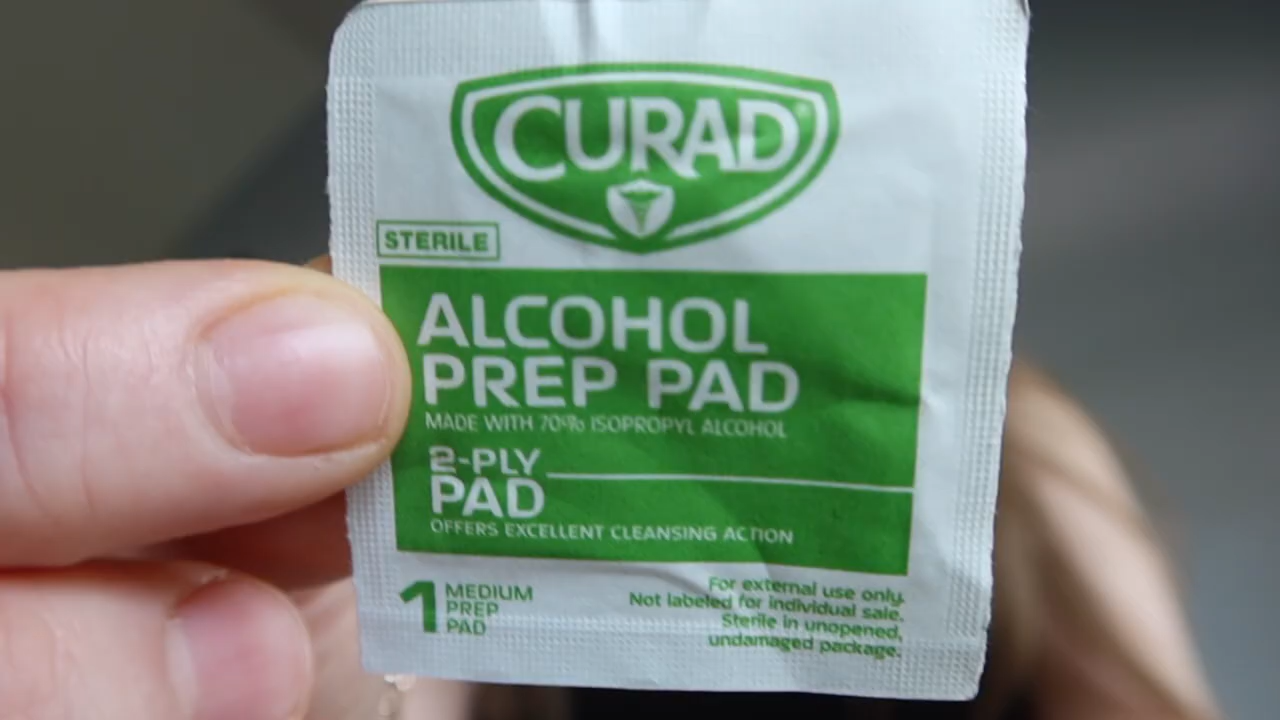 CURAD®
STERILE
ALCOHOL
PREP PAD
MADE WITH 70% ISOPROPYL ALCOHOL
2-PLY
PAD
OFFERS EXCELLENT CLEANSING ACTION
1 MEDIUM
PREP
PAD
For external use only.
Not labeled for individual sale.
Sterile in unopened,
undamaged package.